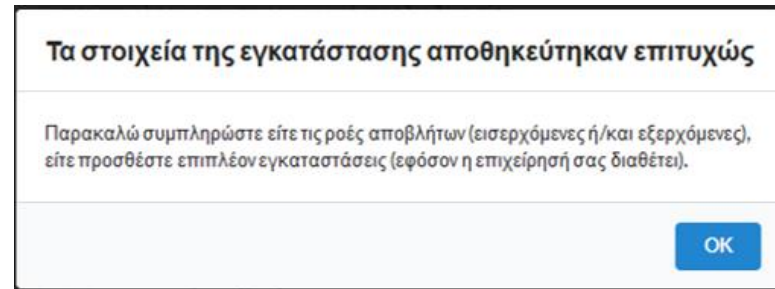 Τα στοιχεία της εγκατάστασης αποθηκεύτηκαν επιτυχώς
Παρακαλώ συμπληρώστε είτε τις ροές αποβλήτων (εισερχόμενες ή/και εξερχόμενες),
είτε προσθέστε επιπλέον εγκαταστάσεις (εφόσον η επιχείρησή σας διαθέτει).
OK